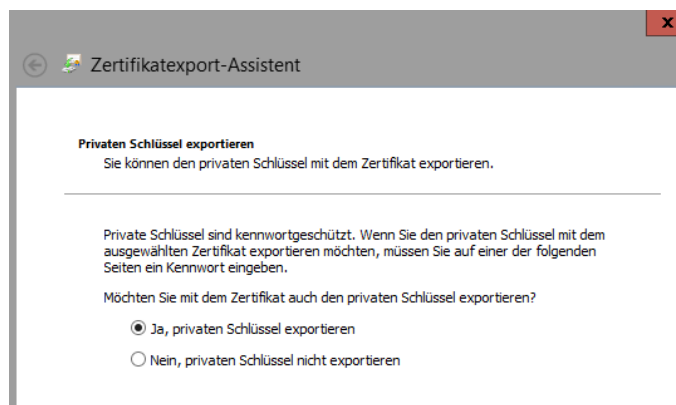 x
Zertifikatexport-Assistent
Privaten Schlüssel exportieren
Sie können den privaten Schlüssel mit dem Zertifikat exportieren.
Private Schlüssel sind kennwortgeschützt. Wenn Sie den privaten Schlüssel mit dem
ausgewählten Zertifikat exportieren möchten, müssen Sie auf einer der folgenden
Seiten ein Kennwort eingeben.
Möchten Sie mit dem Zertifikat auch den privaten Schlüssel exportieren?
Ja, privaten Schlüssel exportieren
Nein, privaten Schlüssel nicht exportieren